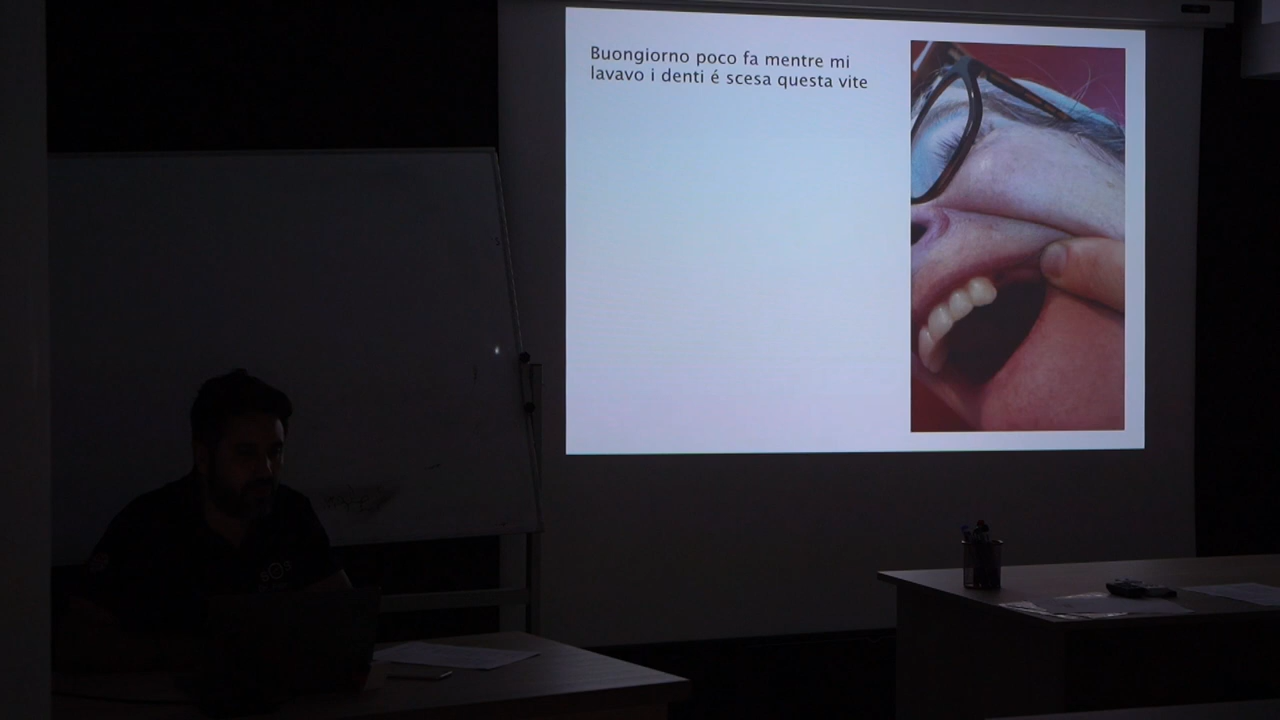 Buongiorno poco fa mentre mi
lavavo i denti é scesa questa vite